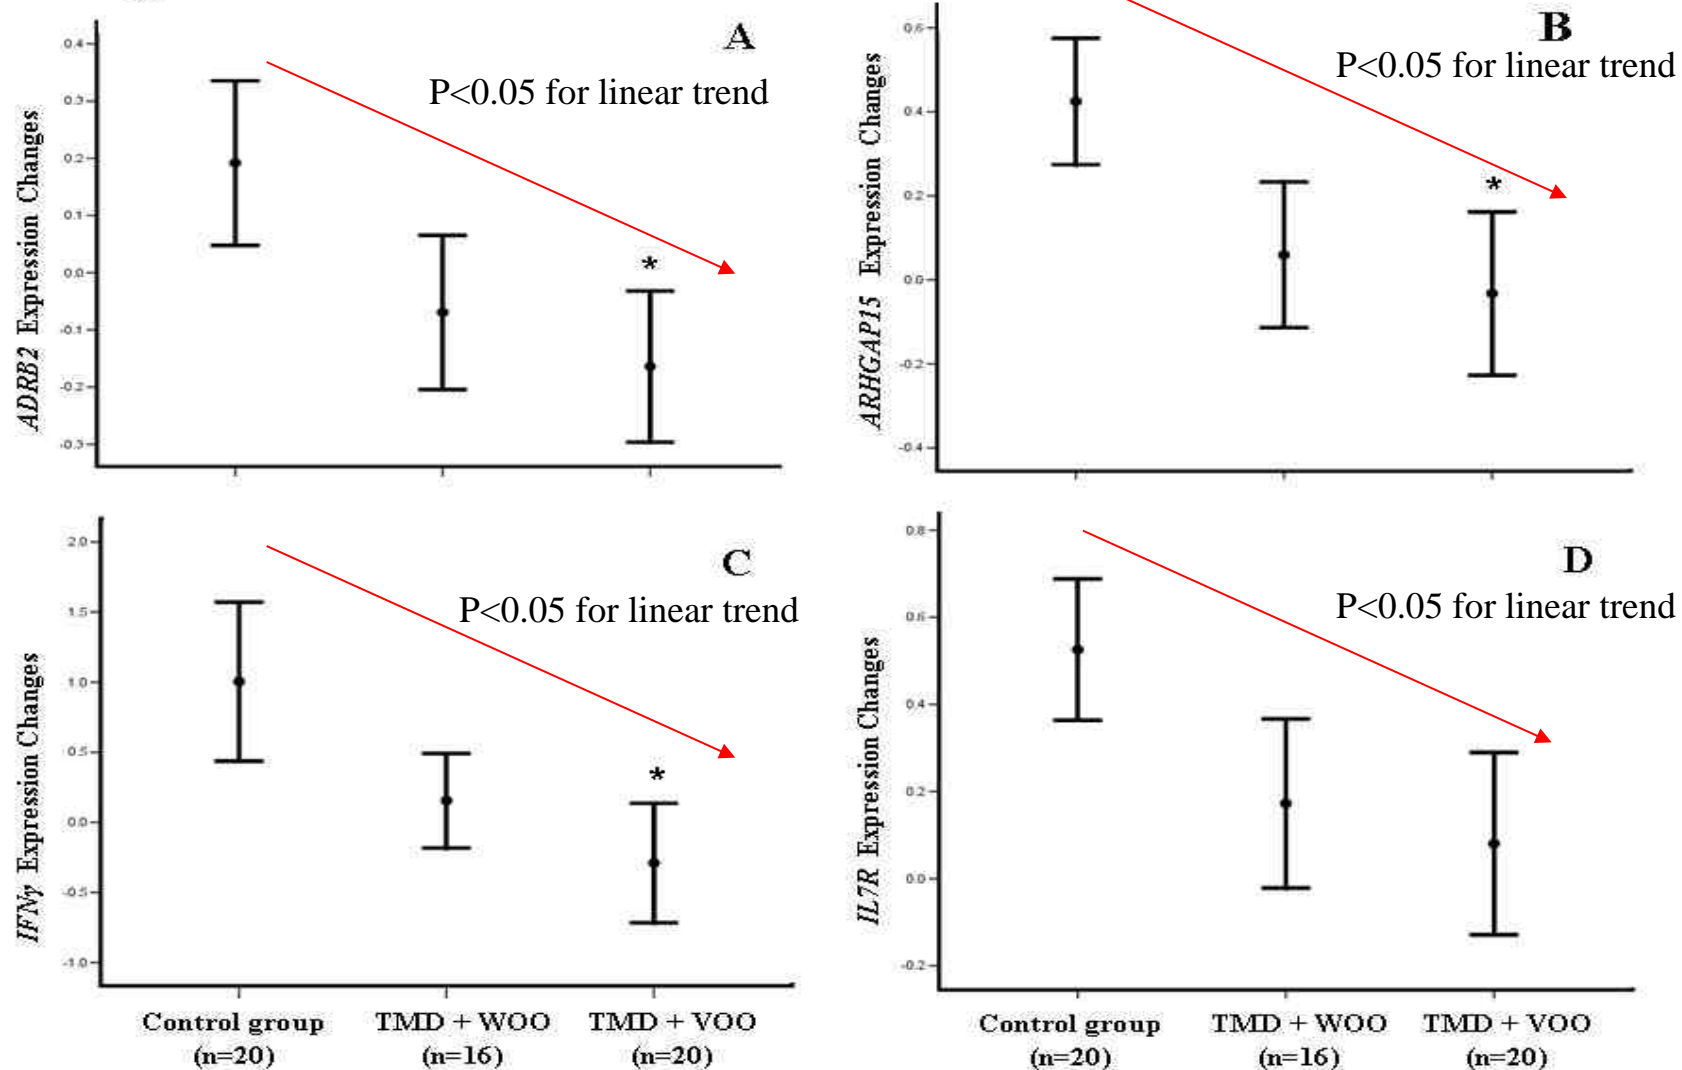 A
P<0.05 for linear trend
ADRB2 Expression Changes
0.4
0.3
0.2
0.1
0.0
-0.1
-0.2
-0.3
B
P<0.05 for linear trend
ARHGAP15 Expression Changes
0.6
0.4
0.2
0.0
-0.2
-0.4
*
*
C
P<0.05 for linear trend
IFNγ Expression Changes
2.0
1.5
1.0
0.5
0.0
-0.5
-1.0
*
Control group
(n=20)
TMD + WOO
(n=16)
TMD + VOO
(n=20)
D
P<0.05 for linear trend
IL7R Expression Changes
0.8
0.6
0.4
0.2
0.0
-0.2
Control group
(n=20)
TMD + WOO
(n=16)
TMD + VOO
(n=20)